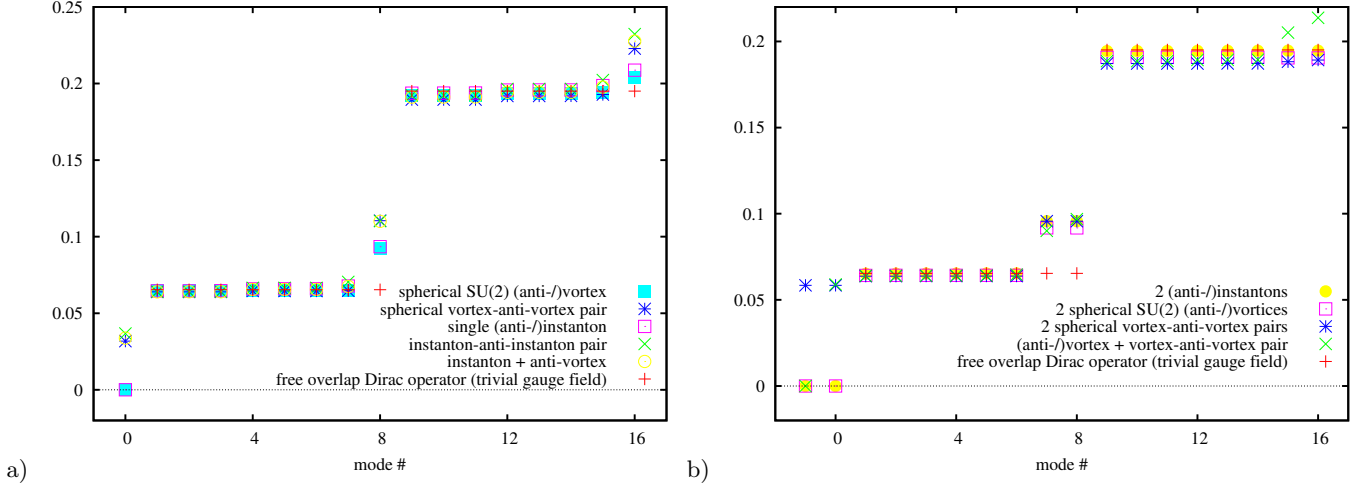 0.25
0.2
0.15
0.1
0.05
0
spherical SU(2) (anti-/)vortex
spherical vortex-anti-vortex pair
single (anti-/)instanton
instanton-anti-instanton pair
instanton + anti-vortex
free overlap Dirac operator (trivial gauge field)
0 4 8 12 16
mode #
a)
0.2
0.15
0.1
0.05
0
2 (anti-/)instantons
2 spherical SU(2) (anti-/)vortices
2 spherical vortex-anti-vortex pairs
(anti-/)vortex + vortex-anti-vortex pair
free overlap Dirac operator (trivial gauge field)
0 4 8 12 16
mode #
b)